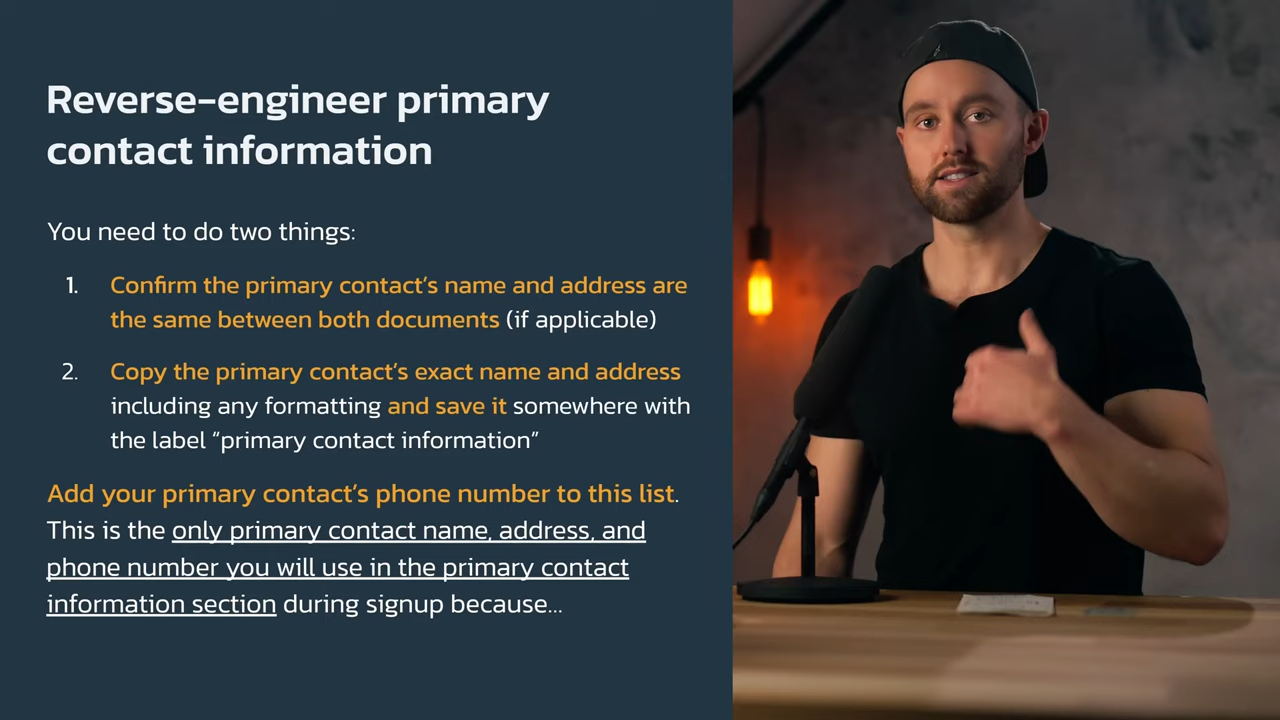 Reverse-engineer primary
contact information
You need to do two things:
1. Confirm the primary contact’s name and address are
the same between both documents (if applicable)
2. Copy the primary contact’s exact name and address
including any formatting and save it somewhere with
the label “primary contact information”
Add your primary contact’s phone number to this list.
This is the only primary contact name, address, and
phone number you will use in the primary contact
information section during signup because...